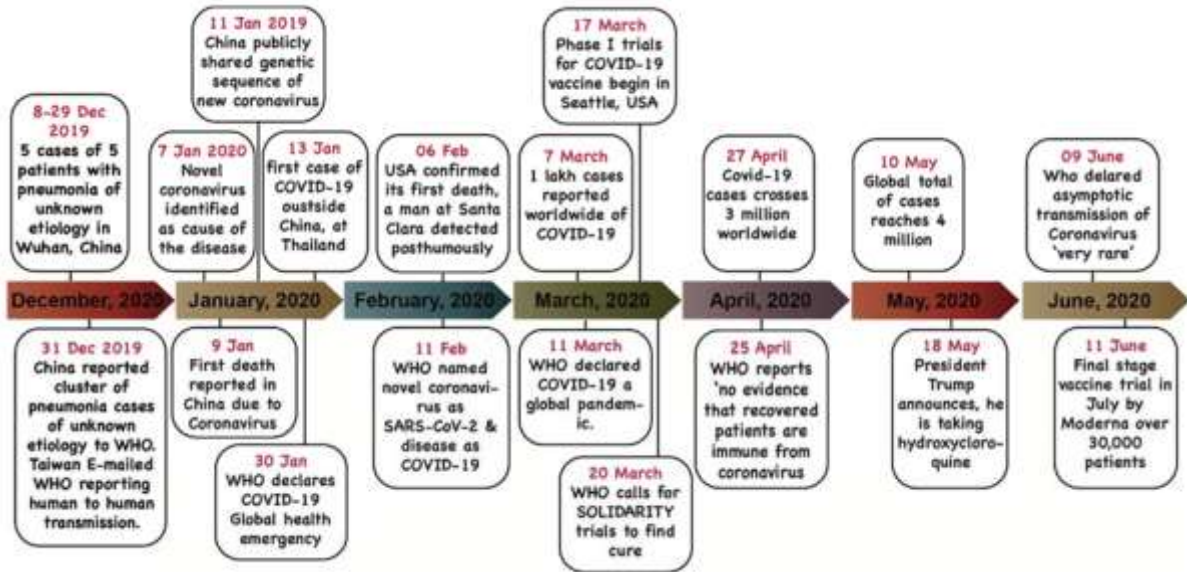 11 Jan 2019
China publicly
shared genetic
sequence of
new coronavirus
17 March
Phase I trials
for COVID-19
vaccine begin in
Seattle, USA
8-29 Dec
2019
5 cases of 5
patients with
pneumonia of
unknown
etiology in
Wuhan, China
7 Jan 2020
Novel
coronavirus
identified
as cause of
the disease
13 Jan
first case of
COVID-19
oustside
China, at
Thailand
06 Feb
USA confirmed
its first death,
a man at Santa
Clara detected
posthumously
7 March
1 lakh cases
reported
worldwide of
COVID-19
27 April
Covid-19
cases crosses
3 million
worldwide
10 May
Global total
of cases
reaches 4
million
09 June
Who delared
asymptotic
transmission of
Coronavirus
'very rare'
December, 2020
January, 2020
February, 2020
March, 2020
April, 2020
May, 2020
June, 2020
31 Dec 2019
China reported
cluster of
pneumonia cases
of unknown
etiology to WHO.
Taiwan E-mailed
WHO reporting
human to human
transmission.
9 Jan
First death
reported in
China due to
Coronavirus
30 Jan
WHO declares
COVID-19
Global health
emergency
11 Feb
WHO named
novel coronavi-
rus as
SARS-CoV-2 &
disease as
COVID-19
11 March
WHO declared
COVID-19 a
global pandem-
ic.
20 March
WHO calls for
SOLIDARITY
trials to find
cure
25 April
WHO reports
'no evidence
that recovered
patients are
immune from
coronavirus
18 May
President
Trump
announces, he
is taking
hydroxycloro-
quine
11 June
Final stage
vaccine trial in
July by
Moderna over
30,000
patients